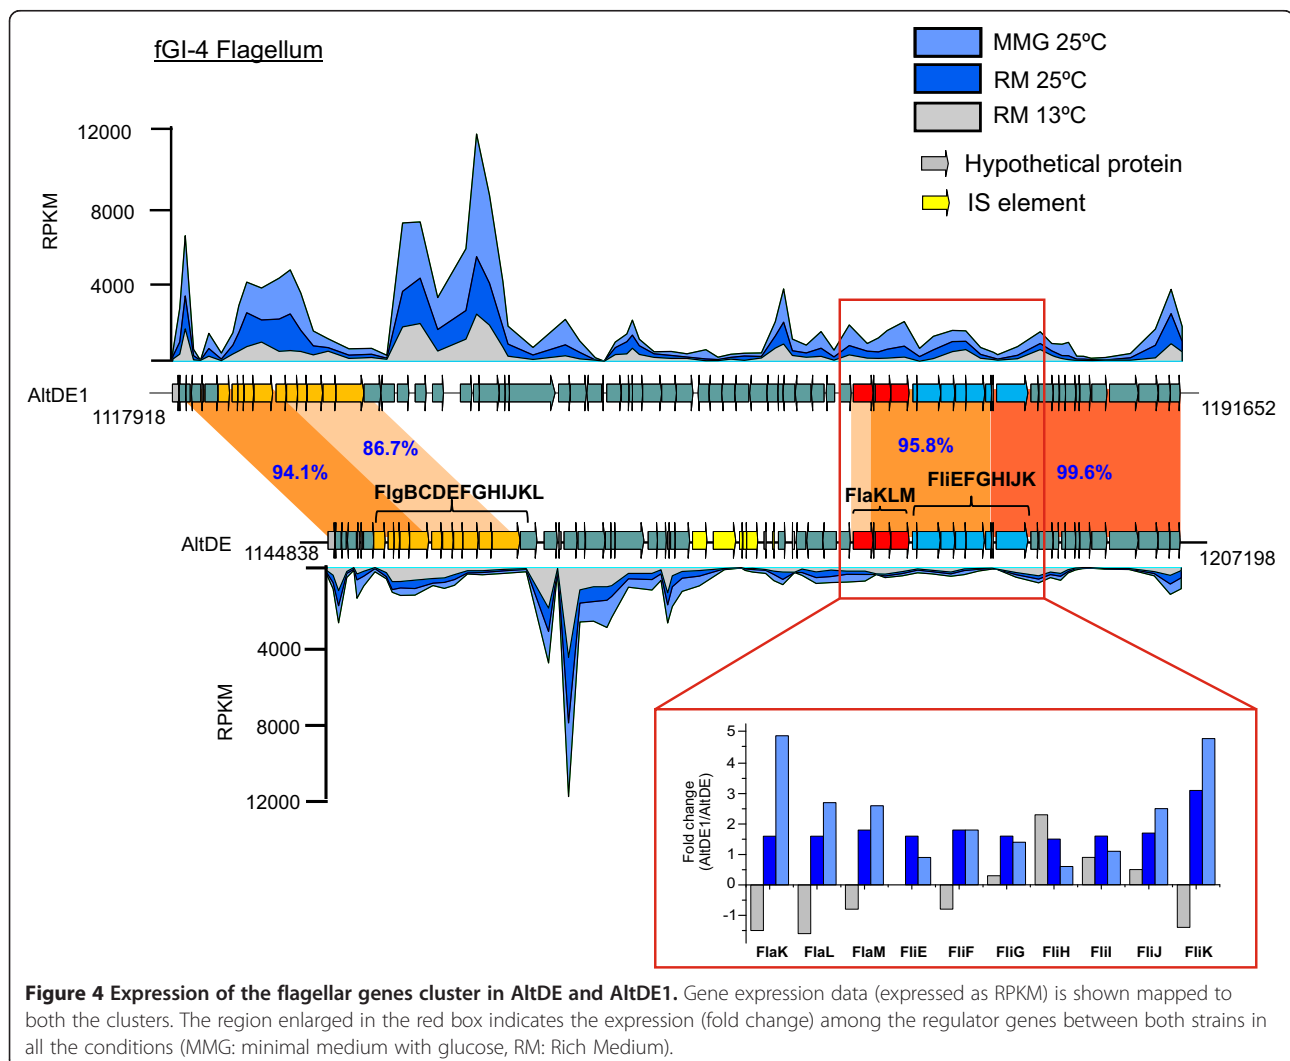 fGI-4 Flagellum
MMG 25ºC
RM 25ºC
RM 13ºC
Hypothetical protein
IS element
12000
8000
4000
RPKM
AltDE1
1117918
1191652
94.1%
86.7%
95.8%
99.6%
FlgBCDEFGHIJKL
FlaKLM
FliEFGHIJK
AltDE
1144838
1207198
4000
8000
12000
RPKM
5
4
3
2
1
0
-1
Fold change
(AltDE1/AltDE)
FlaK FlaL FlaM FliE FliF FliG FliH FliI FliJ FliK
Figure 4 Expression of the flagellar genes cluster in AltDE and AltDE1. Gene expression data (expressed as RPKM) is shown mapped to
both the clusters. The region enlarged in the red box indicates the expression (fold change) among the regulator genes between both strains in
all the conditions (MMG: minimal medium with glucose, RM: Rich Medium).